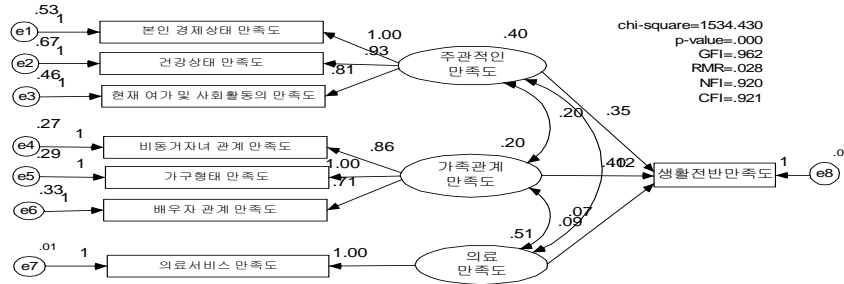 .53
e1
1
본인 경제상태 만족도
1.00
.67
e2
1
건강상태 만족도
.93
.46
e3
1
현재 여가 및 사회활동의 만족도
.81
.40
주관적인
만족도
chi-square=1534.430
p-value=.000
GFI=.962
RMR=.028
NFI=.920
CFI=.921
.35
.20
.27
e4
1
비동거자녀 관계 만족도
.86
.29
e5
1
가구형태 만족도
1.00
.33
e6
1
배우자 관계 만족도
.71
.20
가족관계
만족도
.40
생활전반만족도
1
e8
.0
.07
.09
.01
e7
1
의료서비스 만족도
1.00
.51
의료
만족도